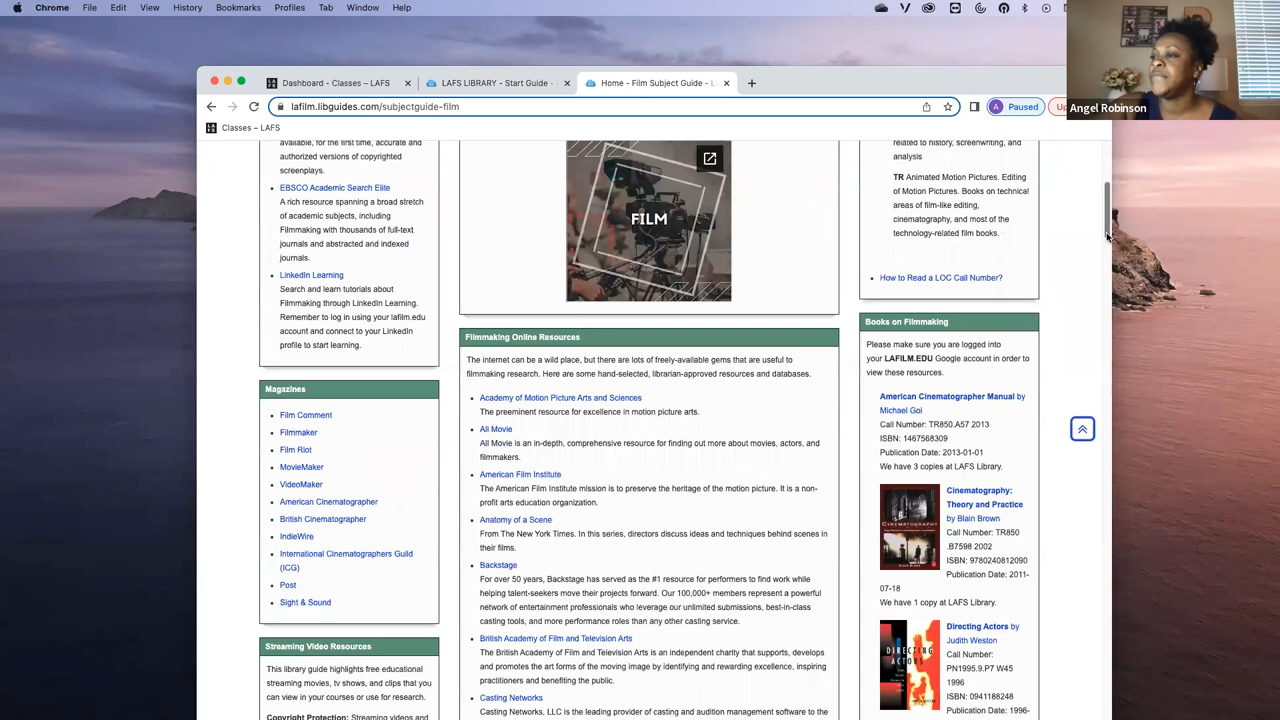 Chrome File Edit View History Bookmarks Profiles Tab Window Help
Dashboard - Classes – LAFS
LAFS LIBRARY - Start Guide
Home - Film Subject Guide - L
lafilm.libguides.com/subjectguide-film
A Paused
Classes – LAFS
Angel Robinson
available, for the first time, accurate and
authorized versions of copyrighted
screenplays.
EBSCO Academic Search Elite
A rich resource spanning a broad stretch
of academic subjects, including
Filmmaking with thousands of full-text
journals and abstracted and indexed
journals.
LinkedIn Learning
Search and learn tutorials about
Filmmaking through LinkedIn Learning.
Remember to log in using your lafilm.edu
account and connect to your LinkedIn
profile to start learning.
Magazines
Film Comment
Filmmaker
Film Riot
MovieMaker
VideoMaker
American Cinematographer
British Cinematographer
IndieWire
International Cinematographers Guild
(ICG)
Post
Sight & Sound
Streaming Video Resources
This library guide highlights free educational
streaming movies, tv shows, and clips that you
can view in your courses or use for research.
Copyright Protection: Streaming videos and
FILM
Filmmaking Online Resources
The internet can be a wild place, but there are lots of freely-available gems that are useful to
filmmaking research. Here are some hand-selected, librarian-approved resources and databases.
Academy of Motion Picture Arts and Sciences
The preeminent resource for excellence in motion picture arts.
All Movie
All Movie is an in-depth, comprehensive resource for finding out more about movies, actors, and
filmmakers.
American Film Institute
The American Film Institute mission is to preserve the heritage of the motion picture. It is a non-
profit arts education organization.
Anatomy of a Scene
From The New York Times. In this series, directors discuss ideas and techniques behind scenes in
their films.
Backstage
For over 50 years, Backstage has served as the #1 resource for performers to find work while
helping talent-seekers move their projects forward. Our 100,000+ members represent a powerful
network of entertainment professionals who leverage our unlimited submissions, best-in-class
casting tools, and more performance roles than any other casting service.
British Academy of Film and Television Arts
The British Academy of Film and Television Arts is an independent charity that supports, develops
and promotes the art forms of the moving image by identifying and rewarding excellence, inspiring
practitioners and benefiting the public.
Casting Networks
Casting Networks, LLC is the leading provider of casting and audition management software to the
related to history, screenwriting, and
analysis
TR Animated Motion Pictures. Editing
of Motion Pictures. Books on technical
areas of film-like editing,
cinematography, and most of the
technology-related film books.
How to Read a LOC Call Number?
Books on Filmmaking
Please make sure you are logged into
your LAFILM.EDU Google account in order to
view these resources.
American Cinematographer Manual by
Michael Goi
Call Number: TR850.A57 2013
ISBN: 1467568309
Publication Date: 2013-01-01
We have 3 copies at LAFS Library.
CINEMATOGRAPHY
Cinematography:
Theory and Practice
by Blain Brown
Call Number: TR850
.B7598 2002
ISBN: 9780240812090
Publication Date: 2011-
07-18
We have 1 copy at LAFS Library.
DIRECTING
ACTORS
Directing Actors by
Judith Weston
Call Number:
PN1995.9.P7 W45
1996
ISBN: 0941188248
Publication Date: 1996-